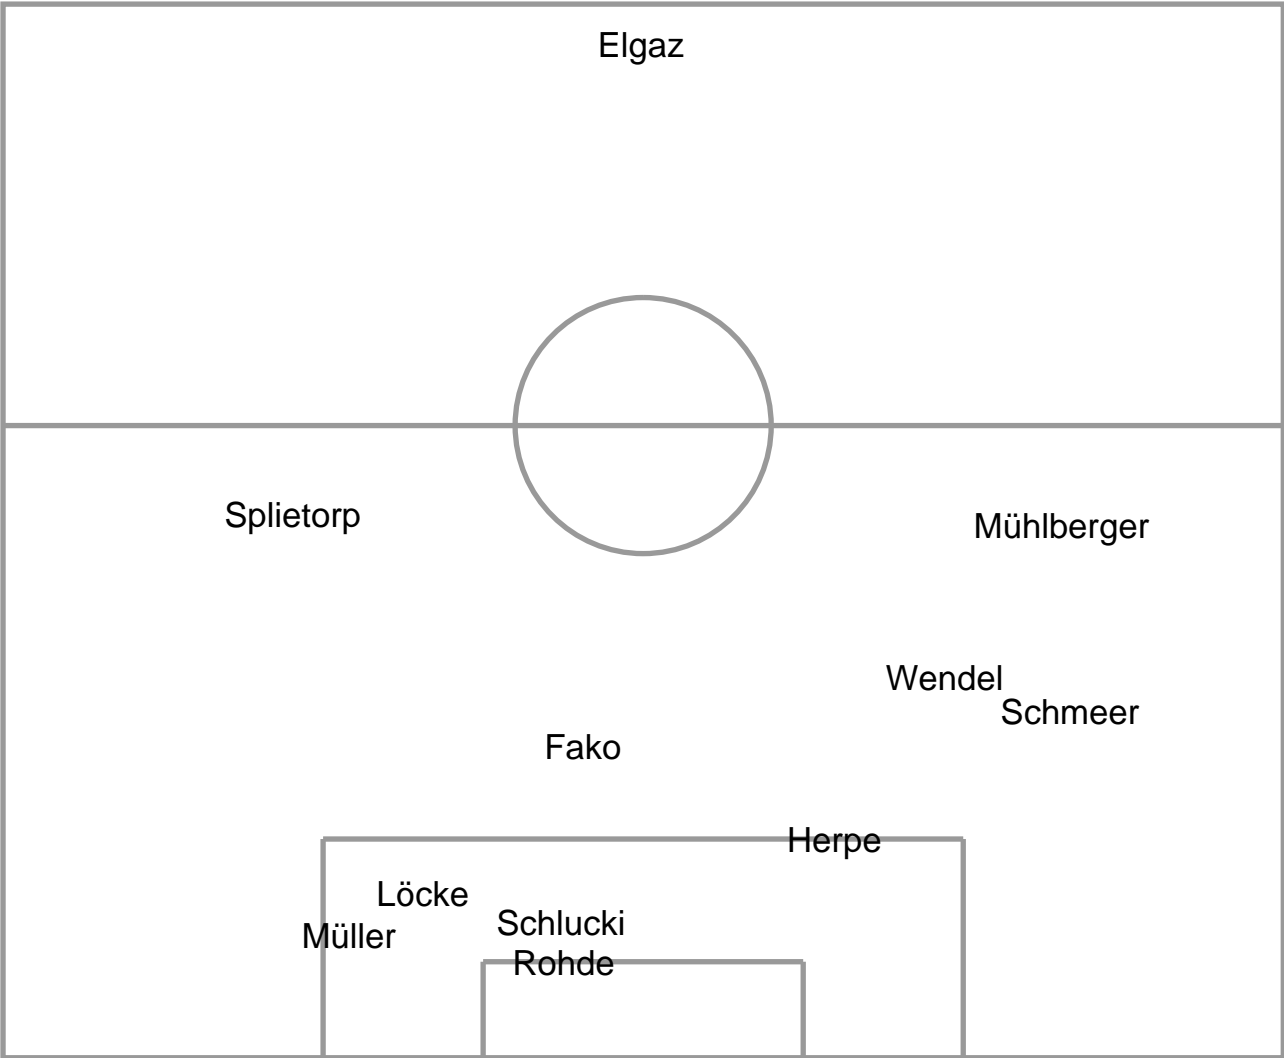 Elgaz
Splietorp
Mühlberger
Wendel
Schmeer
Fako
Herpe
Löcke
Schlucki
Müller
Rohde